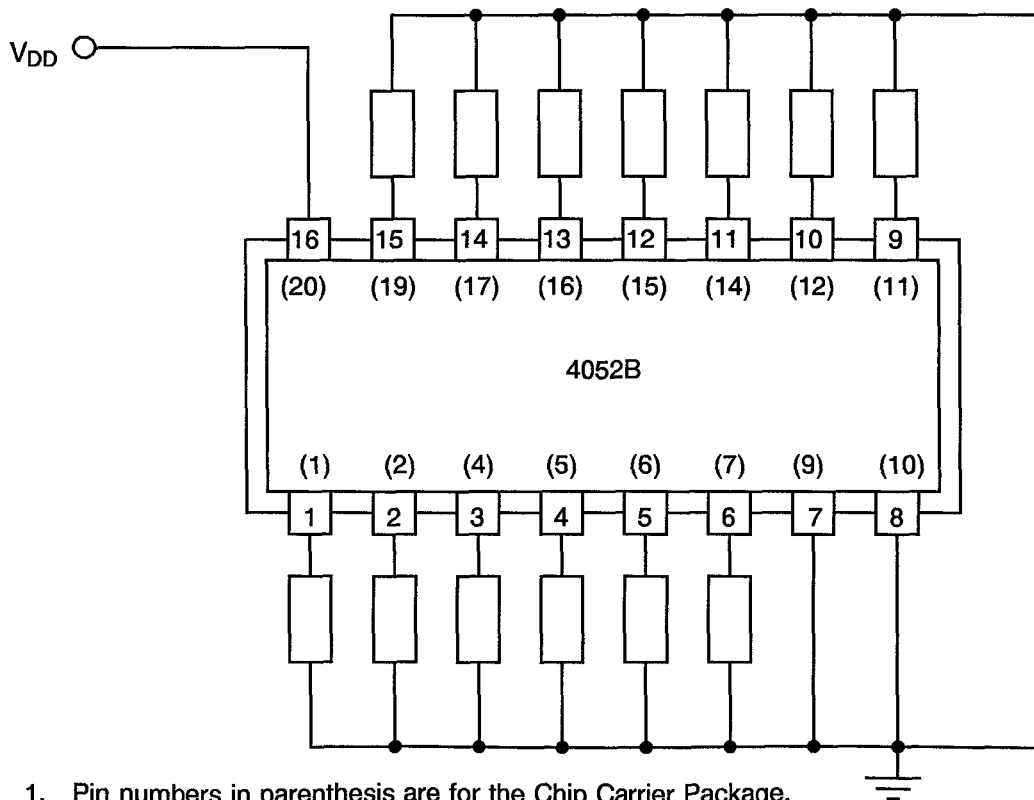 V_DD
16 15 14 13 12 11 10 9
(20) (19) (17) (16) (15) (14) (12) (11)
4052B
(1) (2) (4) (5) (6) (7) (9) (10)
1 2 3 4 5 6 7 8
1. Pin numbers in parenthesis are for the Chip Carrier Package.